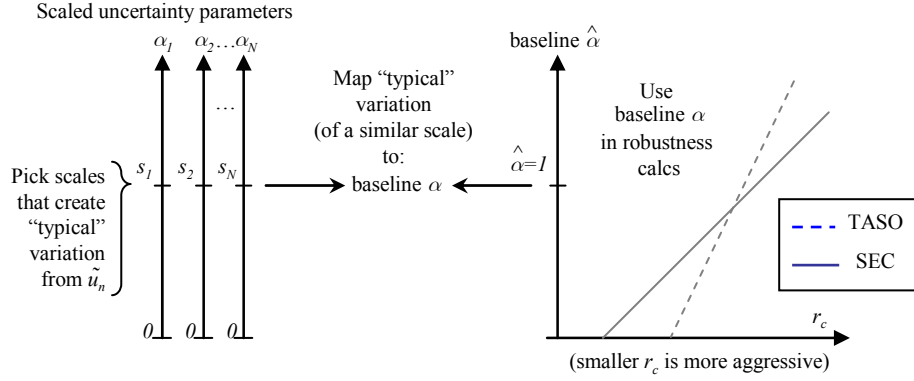 Scaled uncertainty parameters
α1 α2…αN
…
Pick scales
that create
“typical”
variation
from ũn
s1 s2 sN
0 0 0
Map “typical”
variation
(of a similar scale)
to:
baseline α
baseline α̂
α̂=1
Use
baseline α
in robustness
calcs
TASO
SEC
rc
(smaller rc is more aggressive)